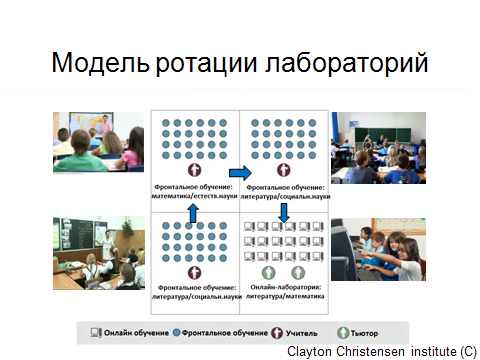 Модель ротации лабораторий
Фронтальное обучение:
математика/естеств.науки
Фронтальное обучение:
литература/социальн.науки
Фронтальное обучение:
литература/социальн.науки
Онлайн-лаборатория:
литература/математика
Онлайн обучение
Фронтальное обучение
Учитель
Тьютор
Clayton Christensen institute (C)